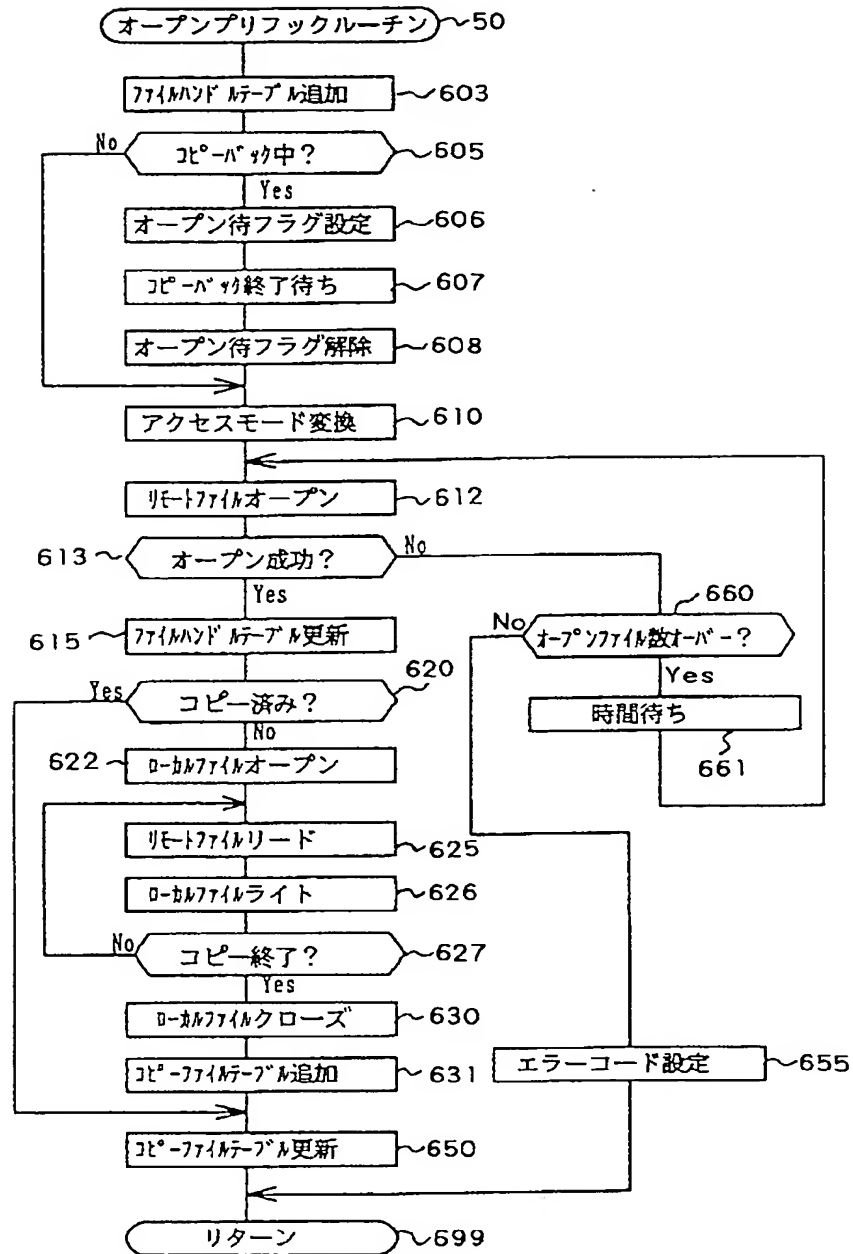 オープンプリフックルーチン 50
ﾌｧｲﾙﾊﾝﾄﾞﾙﾃｰﾌﾞﾙ追加 603
No
ｺﾋﾟｰﾊﾞｯｸ中? 605
Yes
オープン待フラグ設定 606
ｺﾋﾟｰﾊﾞｯｸ終了待ち 607
オープン待フラグ解除 608
アクセスモード変換 610
ﾘﾓｰﾄﾌｧｲﾙオープン 612
613 オープン成功? No
Yes
660
615 ﾌｧｲﾙﾊﾝﾄﾞﾙﾃｰﾌﾞﾙ更新
No ｵｰﾌﾟﾝﾌｧｲﾙ数ｵｰﾊﾞｰ?
Yes
Yes コピー済み? 620
No
時間待ち
661
622 ﾛｰｶﾙﾌｧｲﾙオープン
ﾘﾓｰﾄﾌｧｲﾙリード 625
ﾛｰｶﾙﾌｧｲﾙライト 626
No コピー終了? 627
Yes
ﾛｰｶﾙﾌｧｲﾙクローズ 630
ｺﾋﾟｰﾌｧｲﾙﾃｰﾌﾞﾙ追加 631
エラーコード設定 655
ｺﾋﾟｰﾌｧｲﾙﾃｰﾌﾞﾙ更新 650
リターン 699